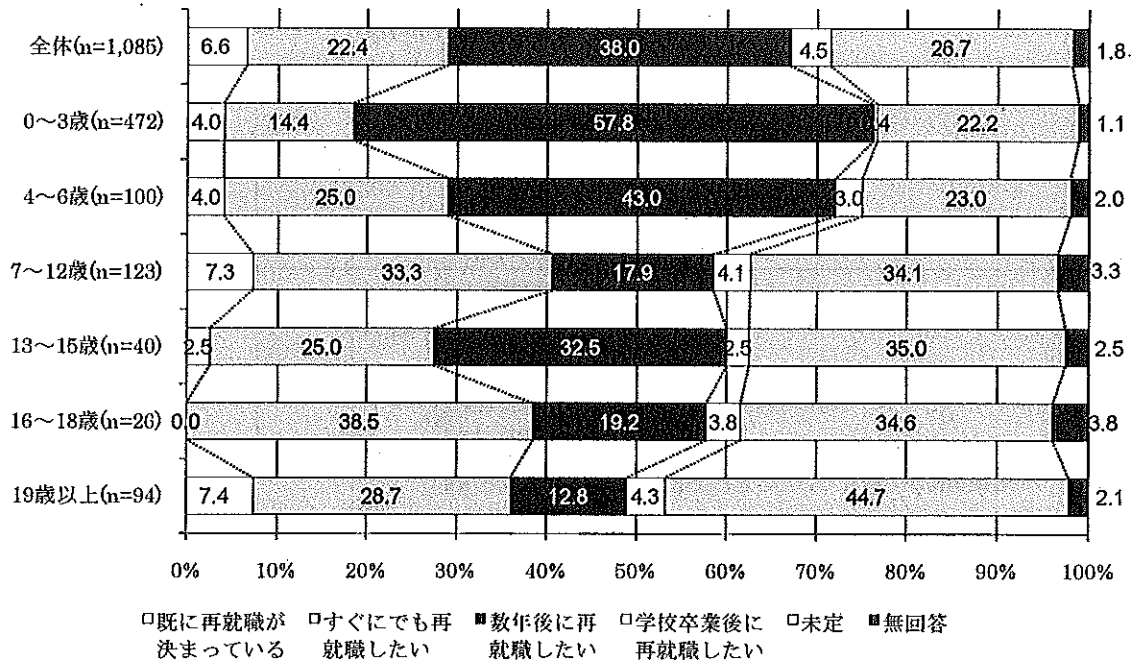 全体(n=1,085) 6.6 22.4 38.0 4.5 26.7 1.8
0～3歳(n=472) 4.0 14.4 57.8 4 22.2 1.1
4～6歳(n=100) 4.0 25.0 43.0 3.0 23.0 2.0
7～12歳(n=123) 7.3 33.3 17.9 4.1 34.1 3.3
13～15歳(n=40) 2.5 25.0 32.5 2.5 35.0 2.5
16～18歳(n=26) 0.0 38.5 19.2 3.8 34.6 3.8
19歳以上(n=94) 7.4 28.7 12.8 4.3 44.7 2.1
0% 10% 20% 30% 40% 50% 60% 70% 80% 90% 100%
既に再就職が すぐにでも再 数年後に再 学校卒業後に 未定 無回答
決まっている 就職したい 就職したい 再就職したい